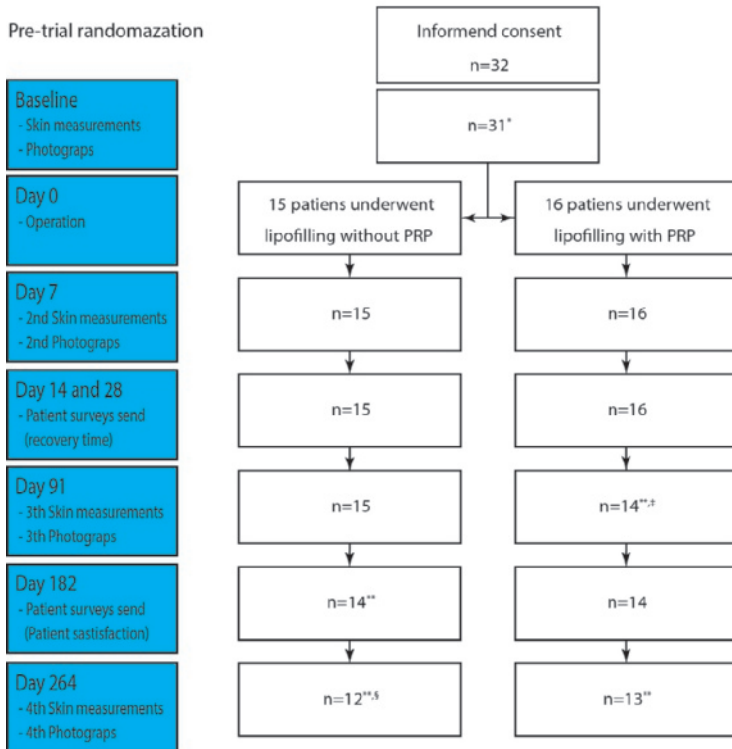 Pre-trial randomazation
Informend consent
n=32
Baseline
- Skin measurements
- Photograps
n=31*
Day 0
- Operation
15 patiens underwent
lipofilling without PRP
16 patiens underwent
lipofilling with PRP
Day 7
- 2nd Skin measurements
- 2nd Photograps
n=15
n=16
Day 14 and 28
- Patient surveys send
(recovery time)
n=15
n=16
Day 91
- 3th Skin measurements
- 3th Photograps
n=15
n=14**,‡
Day 182
- Patient surveys send
(Patient sastisfaction)
n=14**
n=14
Day 264
- 4th Skin measurements
- 4th Photograps
n=12**,§
n=13**